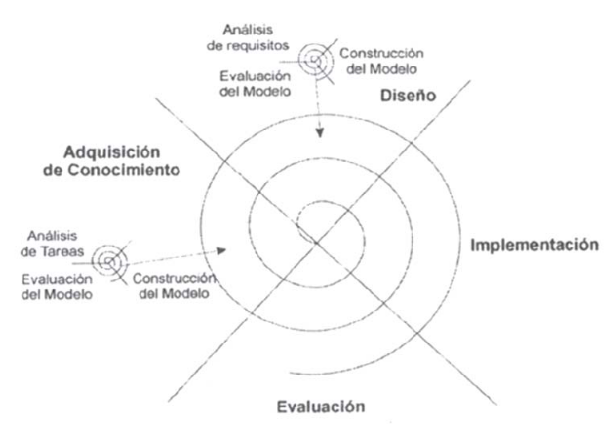 Análisis
de requisitos
Construcción
del Modelo
Evaluación
del Modelo
Diseño
Adquisición
de Conocimiento
Análisis
de Tareas
Evaluación
del Modelo
Construcción
del Modelo
Implementación
Evaluación